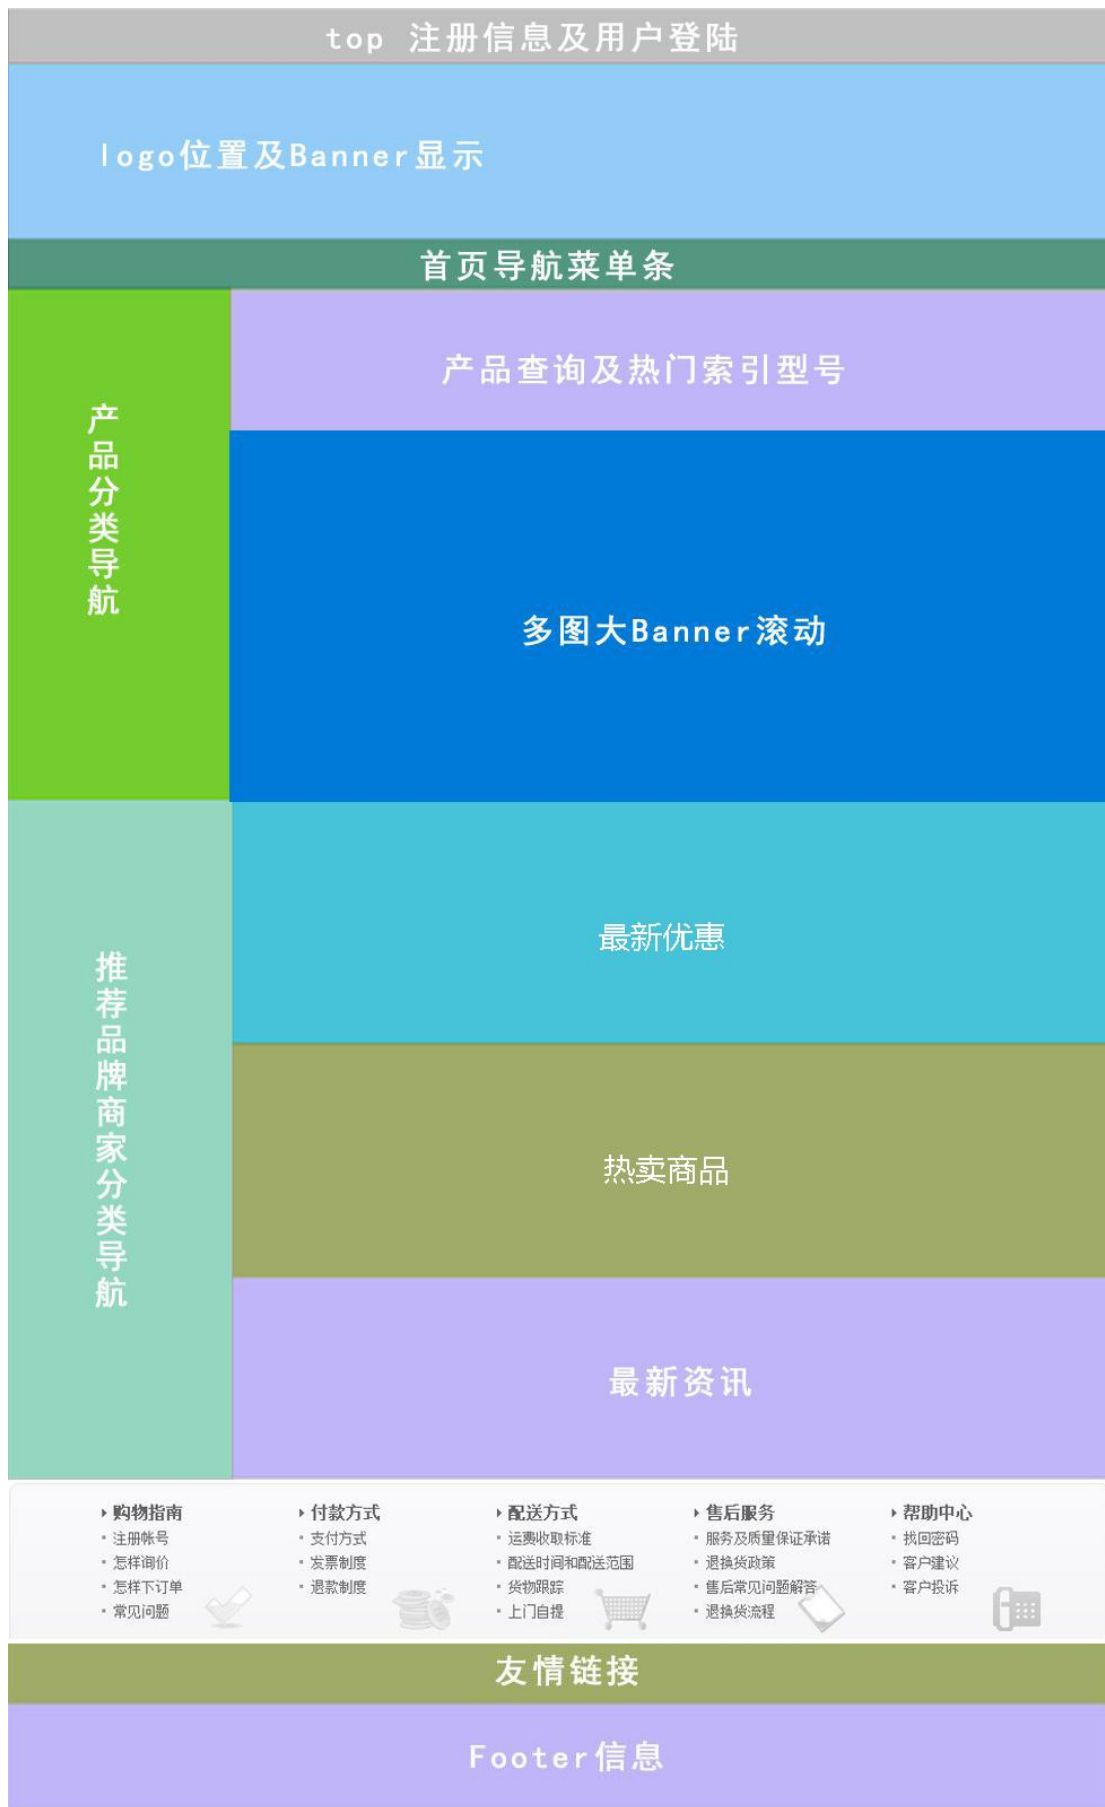 top 注册信息及用户登陆
logo位置及Banner显示
首页导航菜单条
产品分类导航
产品查询及热门索引型号
多图大Banner滚动
推荐品牌商家分类导航
最新优惠
热卖商品
最新资讯
购物指南
注册帐号
怎样询价
怎样下订单
常见问题
付款方式
支付方式
发票制度
退款制度
配送方式
运费收取标准
配送时间和配送范围
货物跟踪
上门自提
售后服务
服务及质量保证承诺
退换货政策
售后常见问题解答
退换货流程
帮助中心
找回密码
客户建议
客户投诉
友情链接
Footer信息